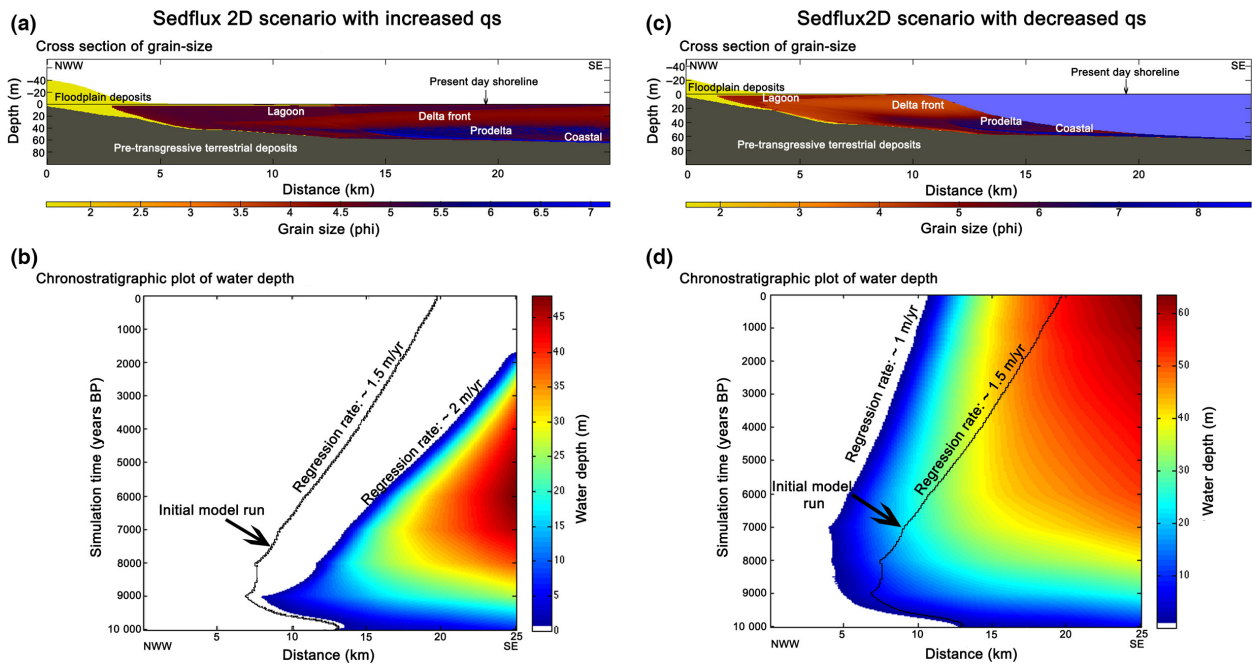 Sedflux 2D scenario with increased qs
(a)
Cross section of grain-size
NWW
SE
Present day shoreline
Floodplain deposits
Lagoon
Delta front
Prodelta
Coastal
Pre-transgressive terrestrial deposits
Depth (m)
−40
−20
0
20
40
60
80
0
5
10
15
20
Distance (km)
2
2.5
3
3.5
4
4.5
5
5.5
6
6.5
7
Grain size (phi)
(b)
Chronostratigraphic plot of water depth
Simulation time (years BP)
0
1000
2000
3000
4000
5000
6000
7000
8000
9000
10 000
Regression rate: ~ 1.5 m/yr
Regression rate: ~ 2 m/yr
Initial model run
5
10
15
20
25
NWW
Distance (km)
SE
45
40
35
30
25
20
15
10
5
0
Water depth (m)
Sedflux2D scenario with decreased qs
(c)
Cross section of grain-size
NWW
SE
Present day shoreline
Floodplain deposits
Lagoon
Delta front
Prodelta
Coastal
Pre-transgressive terrestrial deposits
Depth (m)
−40
−20
0
20
40
60
80
0
5
10
15
20
Distance (km)
2
3
4
5
6
7
8
Grain size (phi)
(d)
Chronostratigraphic plot of water depth
Simulation time (years BP)
0
1000
2000
3000
4000
5000
6000
7000
8000
9000
10 000
Regression rate: ~ 1 m/yr
Regression rate: ~ 1.5 m/yr
Initial model
run
5
10
15
20
25
NWW
Distance (km)
SE
60
50
40
30
20
10
Water depth (m)